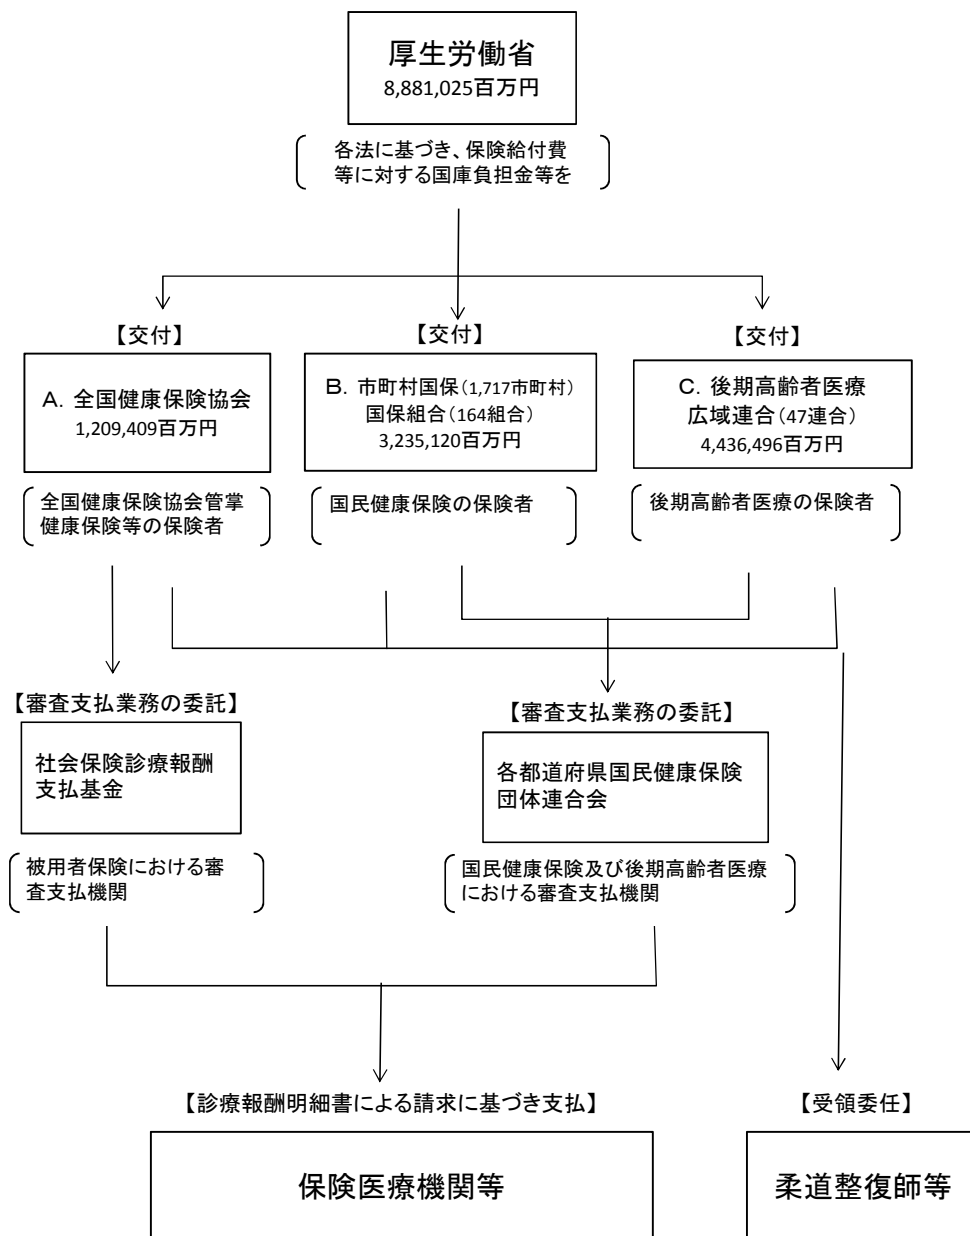 厚生労働省
8,881,025百万円
各法に基づき、保険給付費
等に対する国庫負担金等を
【交付】
A．全国健康保険協会
1,209,409百万円
全国健康保険協会管掌
健康保険等の保険者
【交付】
B．市町村国保（1,717市町村）
国保組合（164組合）
3,235,120百万円
国民健康保険の保険者
【交付】
C．後期高齢者医療
広域連合（47連合）
4,436,496百万円
後期高齢者医療の保険者
【審査支払業務の委託】
社会保険診療報酬
支払基金
被用者保険における審
査支払機関
【審査支払業務の委託】
各都道府県国民健康保険
団体連合会
国民健康保険及び後期高齢者医療
における審査支払機関
【診療報酬明細書による請求に基づき支払】
保険医療機関等
【受領委任】
柔道整復師等